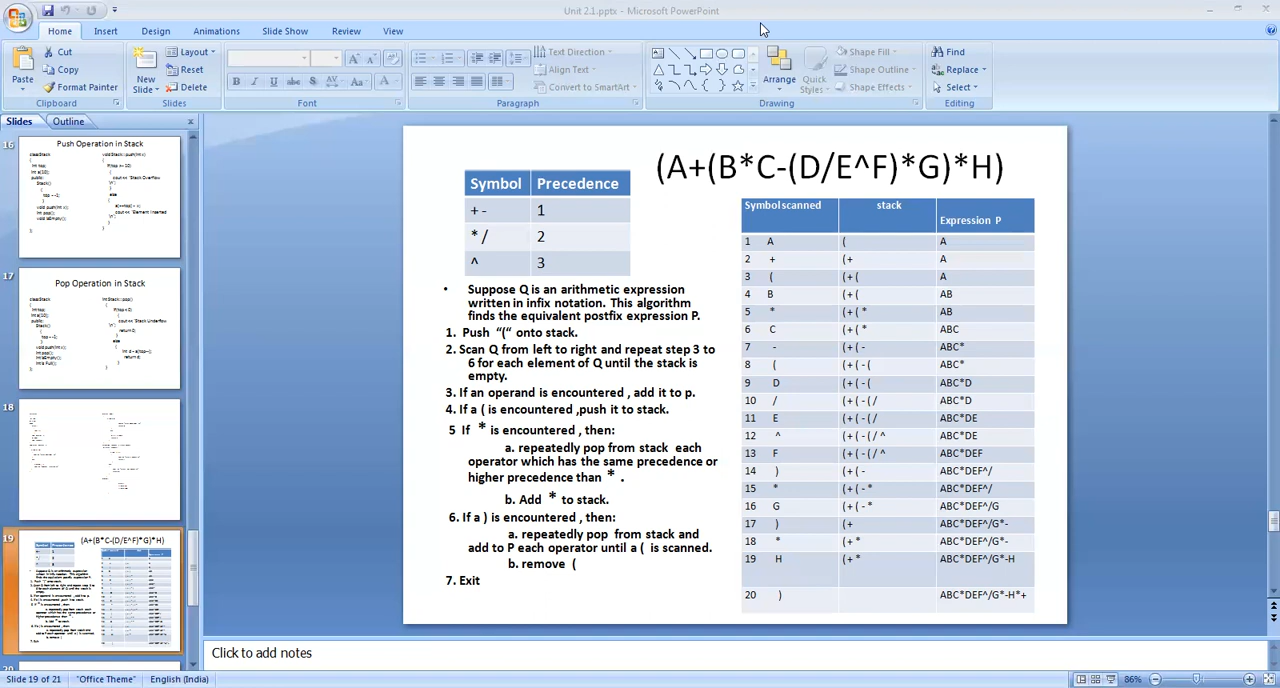 Unit 2.1.pptx - Microsoft PowerPoint
Home Insert Design Animations Slide Show Review View
Cut
Copy
Format Painter
Paste
Clipboard
New
Slide
Layout
Reset
Delete
Slides
B I U abe S AV Aa A
Font
Text Direction
Align Text
Convert to SmartArt
Paragraph
Arrange
Quick
Styles
Shape Fill
Shape Outline
Shape Effects
Drawing
Find
Replace
Select
Editing
Slides Outline
16
Push Operation in Stack
17
Pop Operation in Stack
18
19
(A+(B*C-(D/E^F)*G)*H)
20
(A+(B*C-(D/E^F)*G)*H)
Symbol Precedence
+ - 1
* / 2
^ 3
• Suppose Q is an arithmetic expression
written in infix notation. This algorithm
finds the equivalent postfix expression P.
1. Push “(“ onto stack.
2. Scan Q from left to right and repeat step 3 to
6 for each element of Q until the stack is
empty.
3. If an operand is encountered , add it to p.
4. If a ( is encountered ,push it to stack.
5 If * is encountered , then:
a. repeatedly pop from stack each
operator which has the same precedence or
higher precedence than * .
b. Add * to stack.
6. If a ) is encountered , then:
a. repeatedly pop from stack and
add to P each operator until a ( is scanned.
b. remove (
7. Exit
Symbol scanned stack Expression P
1 A ( A
2 + (+ A
3 ( (+ ( A
4 B (+ ( AB
5 * (+ ( * AB
6 C (+ ( * ABC
7 - (+ ( - ABC*
8 ( (+ ( - ( ABC*
9 D (+ ( - ( ABC*D
10 / (+ ( - ( / ABC*D
11 E (+ ( - ( / ABC*DE
12 ^ (+ ( - ( / ^ ABC*DE
13 F (+ ( - ( / ^ ABC*DEF
14 ) (+ ( - ABC*DEF^/
15 * (+ ( - * ABC*DEF^/
16 G (+ ( - * ABC*DEF^/G
17 ) (+ ABC*DEF^/G*-
18 * (+ * ABC*DEF^/G*-
19 H (+ * ABC*DEF^/G*-H
20 ) ABC*DEF^/G*-H*+
Click to add notes
Slide 19 of 21 "Office Theme" English (India) 86%